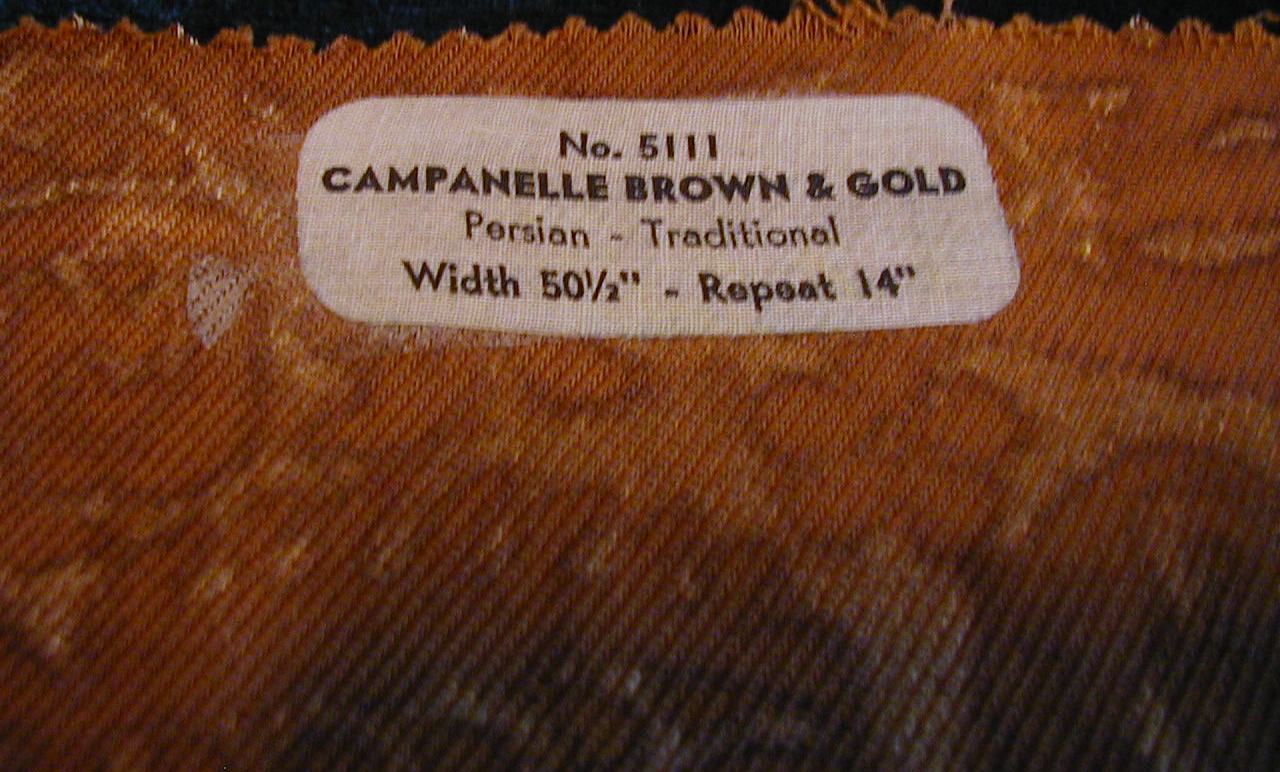 No. 5111
CAMPANELLE BROWN & GOLD
Persian - Traditional
Width 50½" - Repeat 14"